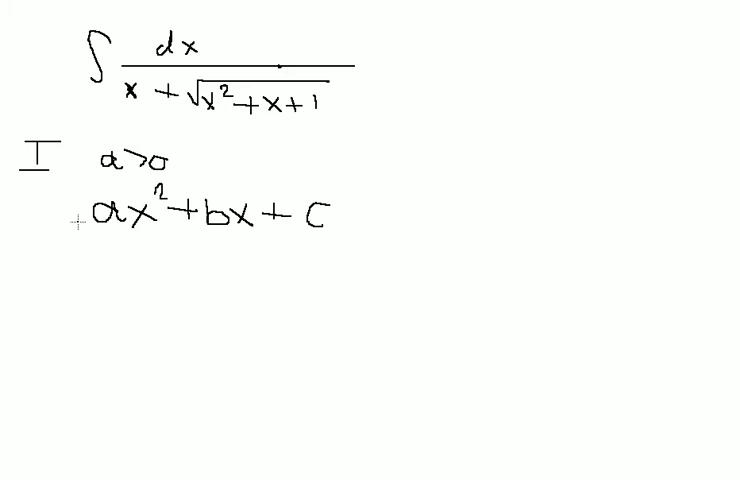 ∫ dx / (x + √(x² + x + 1))
I a>0
ax² + bx + c